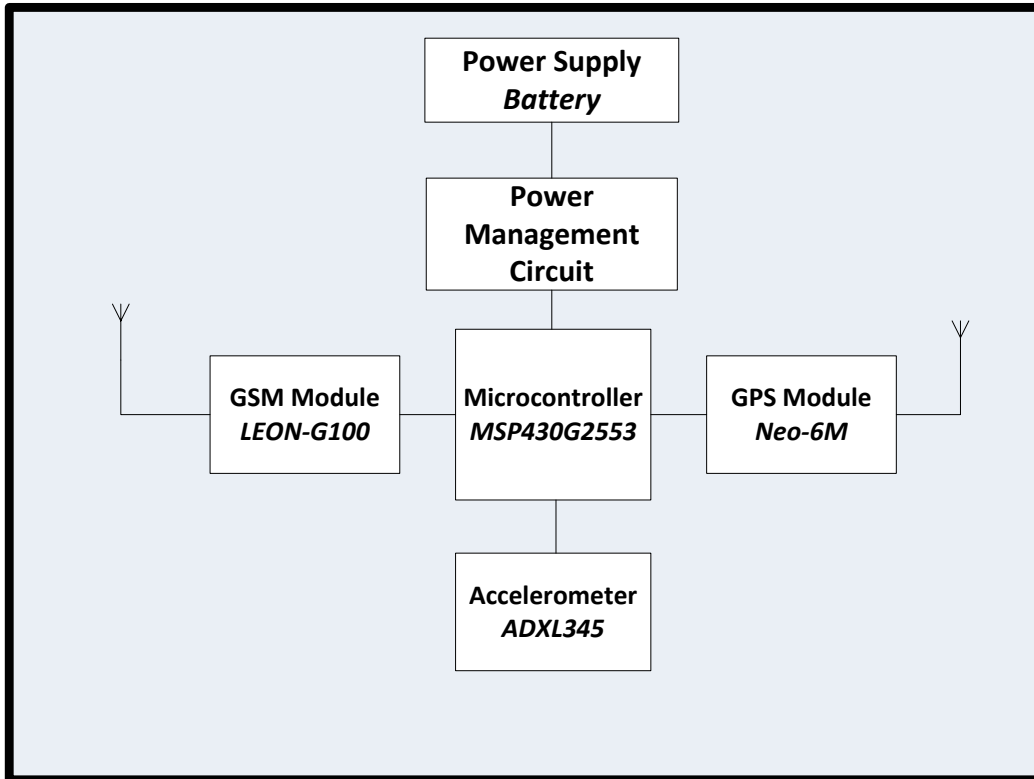 Power Supply
Battery
Power
Management
Circuit
GSM Module
LEON-G100
Microcontroller
MSP430G2553
GPS Module
Neo-6M
Accelerometer
ADXL345